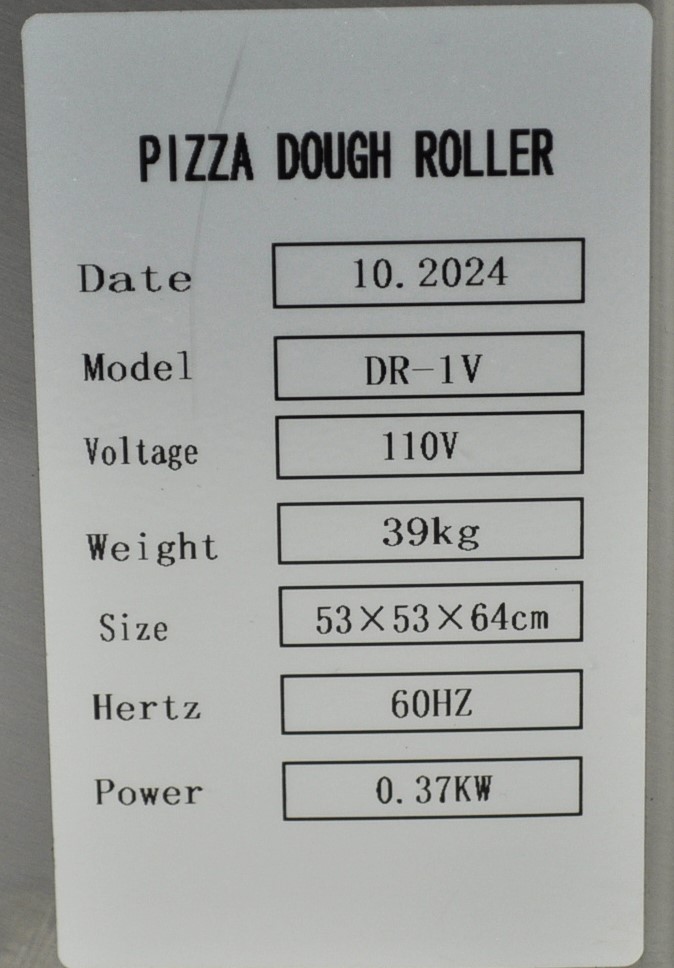 PIZZA DOUGH ROLLER
Date 10.2024
Model DR-1V
Voltage 110V
Weight 39kg
Size 53×53×64cm
Hertz 60HZ
Power 0.37KW